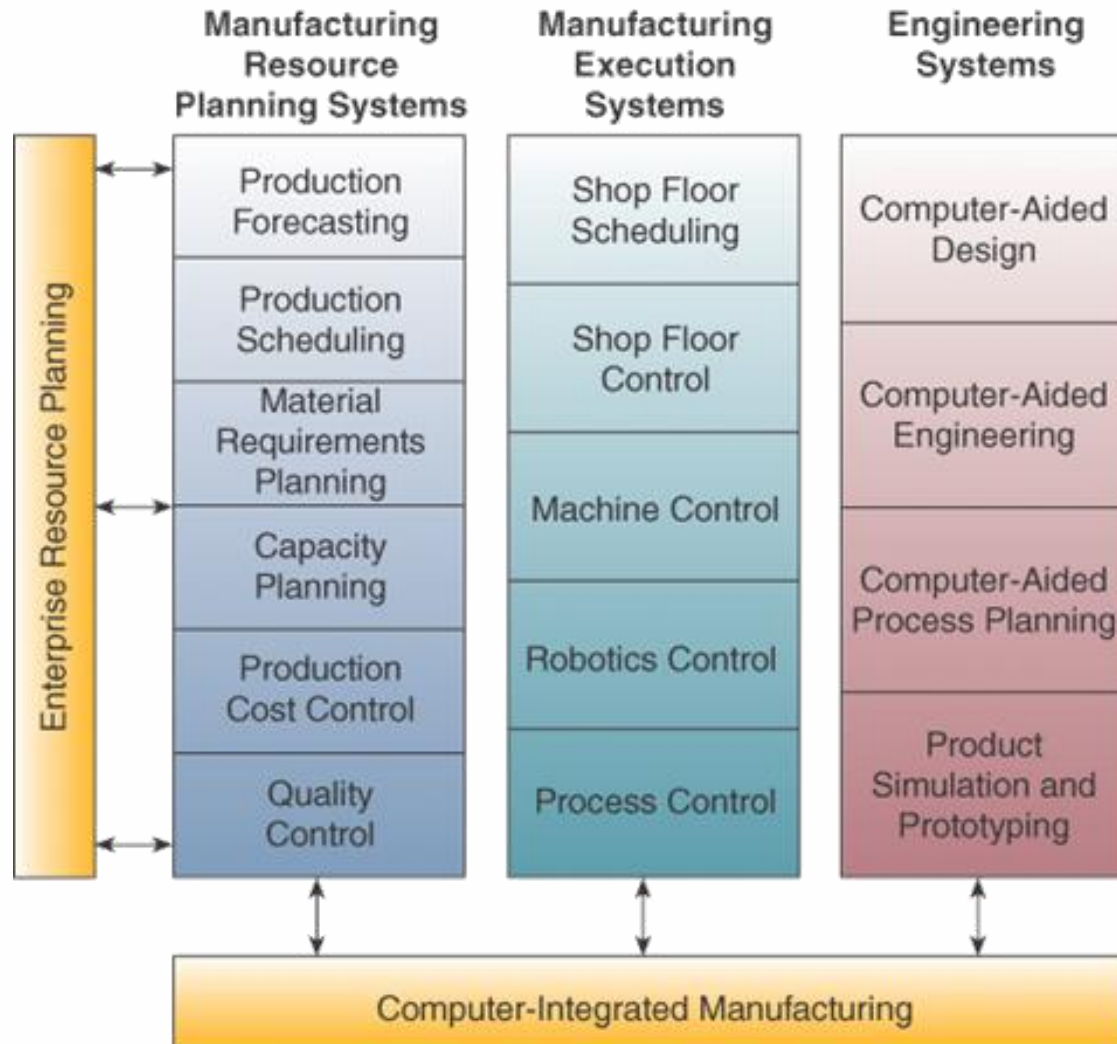 Manufacturing
Resource
Planning Systems
Manufacturing
Execution
Systems
Engineering
Systems
Enterprise Resource Planning
Production
Forecasting
Production
Scheduling
Material
Requirements
Planning
Capacity
Planning
Production
Cost Control
Quality
Control
Shop Floor
Scheduling
Shop Floor
Control
Machine Control
Robotics Control
Process Control
Computer-Aided
Design
Computer-Aided
Engineering
Computer-Aided
Process Planning
Product
Simulation and
Prototyping
Computer-Integrated Manufacturing